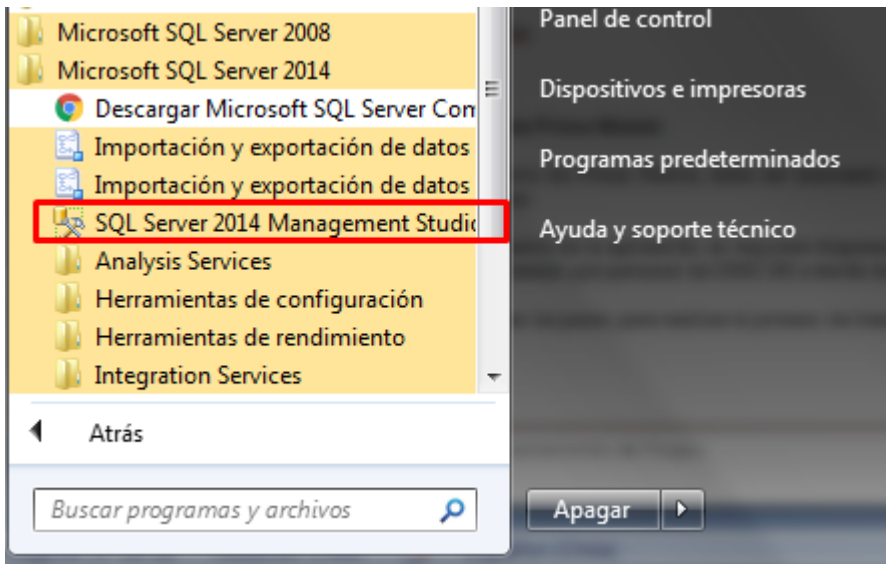 Microsoft SQL Server 2008
Microsoft SQL Server 2014
Descargar Microsoft SQL Server Com
Importación y exportación de datos
Importación y exportación de datos
SQL Server 2014 Management Studio
Analysis Services
Herramientas de configuración
Herramientas de rendimiento
Integration Services
Atrás
Buscar programas y archivos
Panel de control
Dispositivos e impresoras
Programas predeterminados
Ayuda y soporte técnico
Apagar